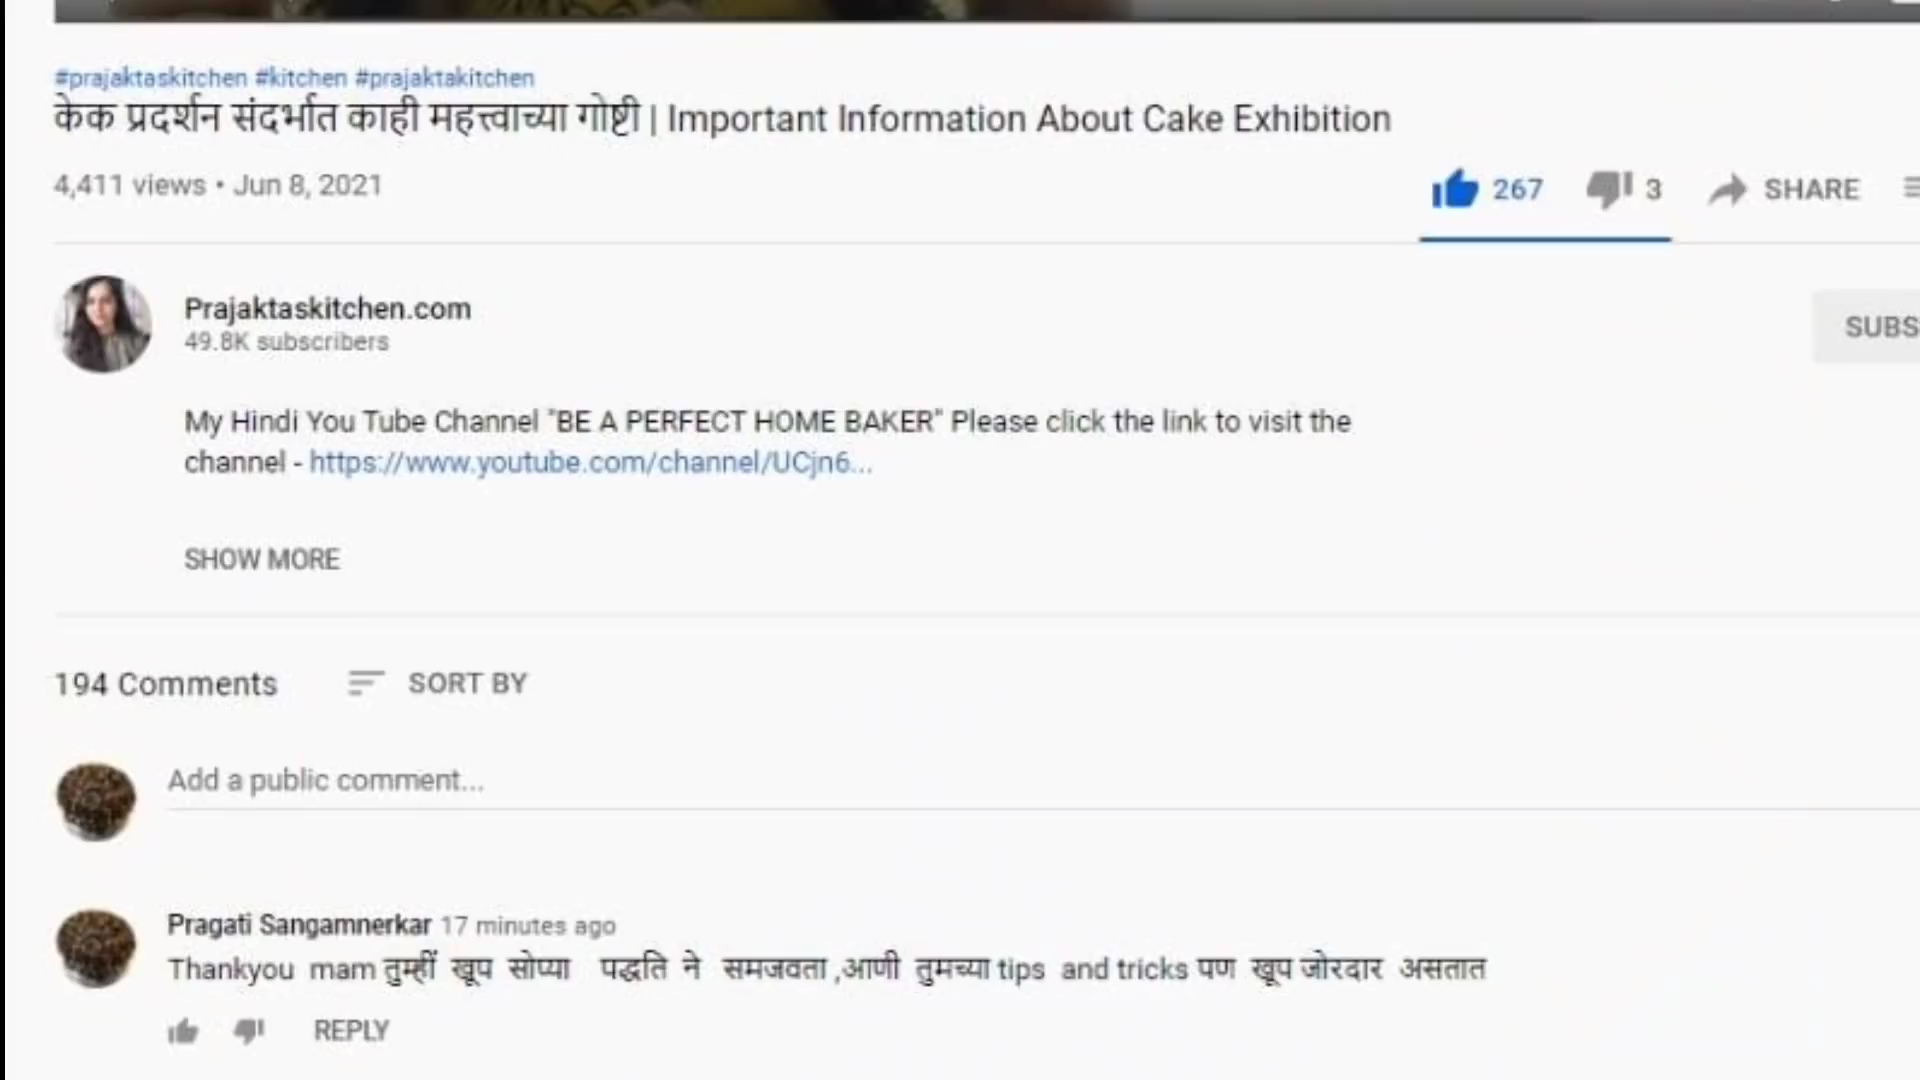 #prajaktaskitchen #kitchen #prajaktakitchen
केक प्रदर्शन संदर्भात काही महत्त्वाच्या गोष्टी | Important Information About Cake Exhibition
4,411 views • Jun 8, 2021
267 3 SHARE
Prajaktaskitchen.com
49.8K subscribers
SUBS
My Hindi You Tube Channel "BE A PERFECT HOME BAKER" Please click the link to visit the
channel - https://www.youtube.com/channel/UCjn6...
SHOW MORE
194 Comments SORT BY
Add a public comment...
Pragati Sangamnerkar 17 minutes ago
Thankyou mam तुम्हीं खूप सोप्या पद्धति ने समजवता ,आणी तुमच्या tips and tricks पण खूप जोरदार असतात
REPLY